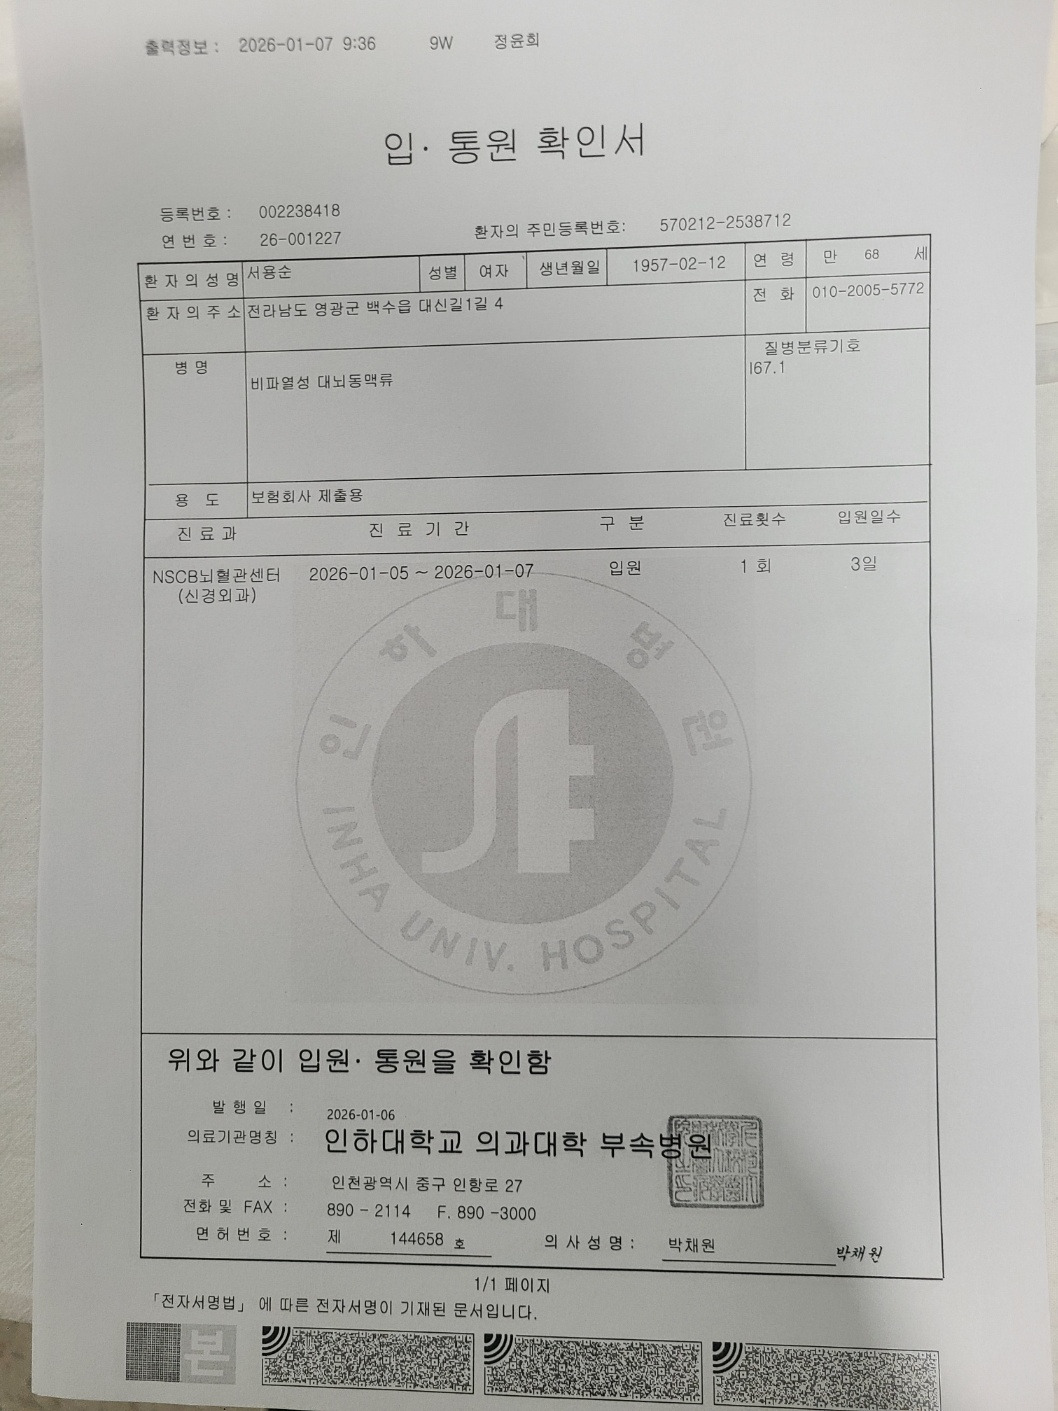 출력정보 : 2026-01-07 9:36 9W 정윤희
입· 통원 확인서
등록번호 : 002238418
연 번 호 : 26-001227 환자의 주민등록번호: 570212-2538712
환 자 의 성 명 서용순 성별 여자 생년월일 1957-02-12 연 령 만 68 세
환 자 의 주 소 전라남도 영광군 백수읍 대신길1길 4 전 화 010-2005-5772
병 명 비파열성 대뇌동맥류 질병분류기호
I67.1
용 도 보험회사 제출용
진 료 과 진 료 기 간 구 분 진료횟수 입원일수
NSCB뇌혈관센터 2026-01-05 ~ 2026-01-07 입원 1 회 3일
(신경외과)
인 하 대 병 원
INHA UNIV. HOSPITAL
위와 같이 입원· 통원을 확인함
발 행 일 : 2026-01-06
의료기관명칭 : 인하대학교 의과대학 부속병원
주 소 : 인천광역시 중구 인항로 27
전화 및 FAX : 890 - 2114 F. 890 -3000
면 허 번 호 : 제 144658 호 의 사 성 명 : 박채원 박채원
1/1 페이지
「전자서명법」 에 따른 전자서명이 기재된 문서입니다.
본